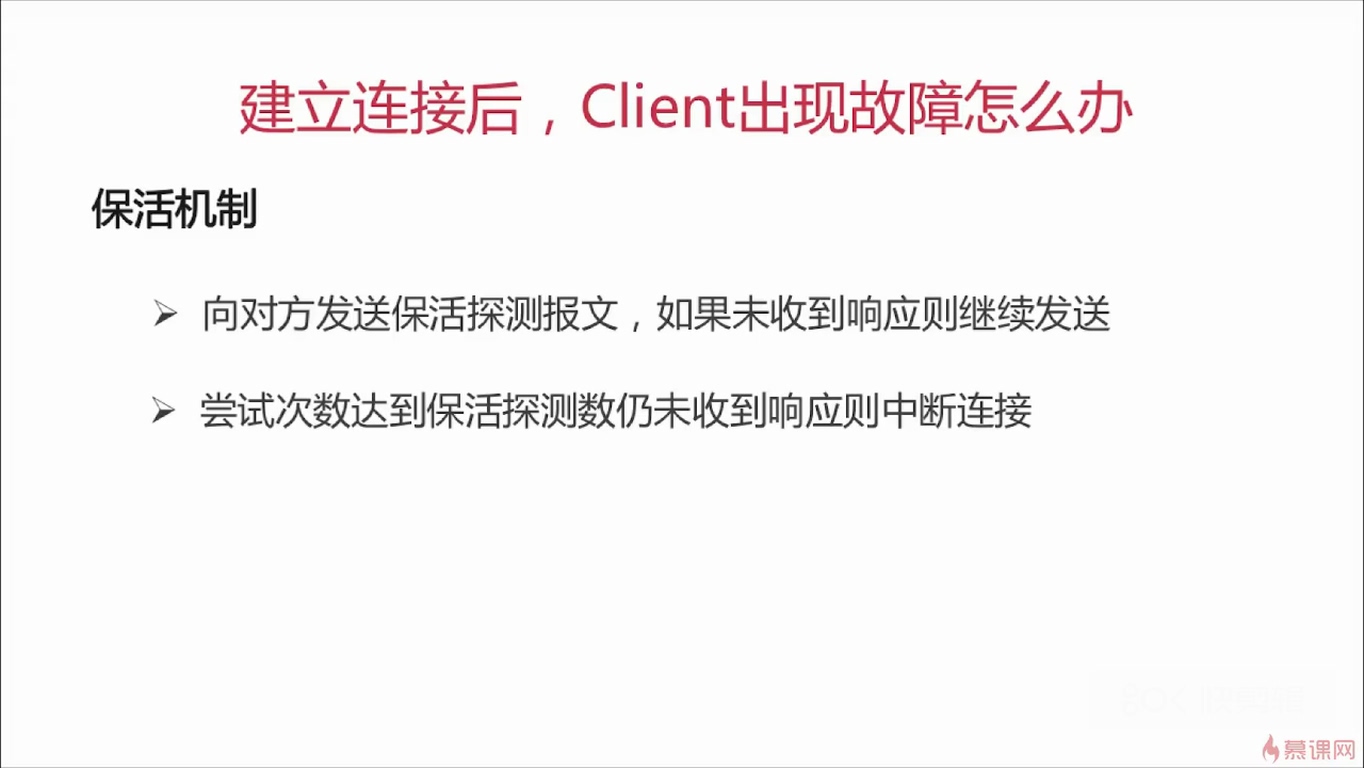 建立连接后，Client出现故障怎么办
保活机制
➢ 向对方发送保活探测报文，如果未收到响应则继续发送
➢ 尝试次数达到保活探测数仍未收到响应则中断连接
慕课网